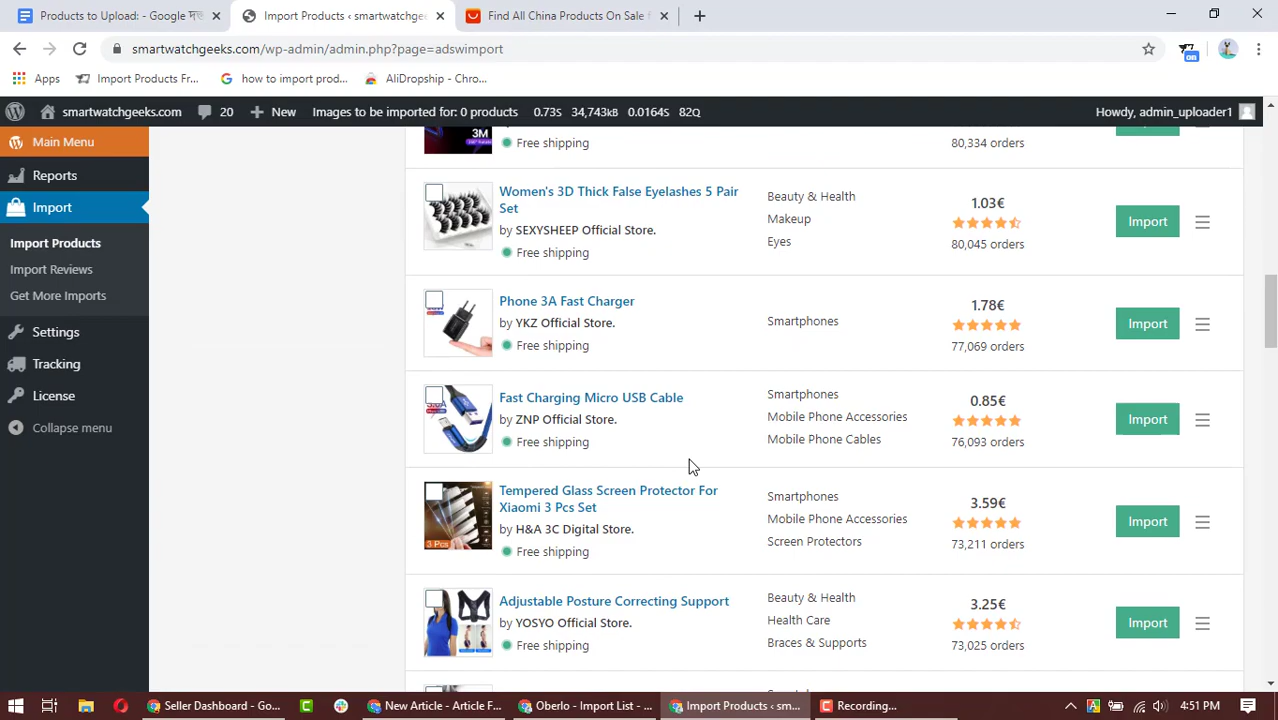 Products to Upload: - Google
Import Products ‹ smartwatchge
Find All China Products On Sale f
smartwatchgeeks.com/wp-admin/admin.php?page=adswimport
on
Apps
Import Products Fr...
how to import prod...
AliDropship - Chro...
smartwatchgeeks.com
20
New
Images to be imported for: 0 products
0.73s
34,743kB
0.0164s
82Q
Howdy, admin_uploader1
Main Menu
Reports
Import
Import Products
Import Reviews
Get More Imports
Settings
Tracking
License
Collapse menu
3M
Free shipping
80,334 orders
Women's 3D Thick False Eyelashes 5 Pair
Set
by SEXYSHEEP Official Store.
Free shipping
Beauty & Health
Makeup
Eyes
1.03€
80,045 orders
Import
Phone 3A Fast Charger
by YKZ Official Store.
Free shipping
Smartphones
1.78€
77,069 orders
Import
Fast Charging Micro USB Cable
by ZNP Official Store.
Free shipping
Smartphones
Mobile Phone Accessories
Mobile Phone Cables
0.85€
76,093 orders
Import
Tempered Glass Screen Protector For
Xiaomi 3 Pcs Set
by H&A 3C Digital Store.
Free shipping
3 Pcs
Smartphones
Mobile Phone Accessories
Screen Protectors
3.59€
73,211 orders
Import
Adjustable Posture Correcting Support
by YOSYO Official Store.
Free shipping
Beauty & Health
Health Care
Braces & Supports
3.25€
73,025 orders
Import
Seller Dashboard - Go...
New Article - Article F...
Oberlo - Import List - ...
Import Products ‹ sm...
Recording...
4:51 PM